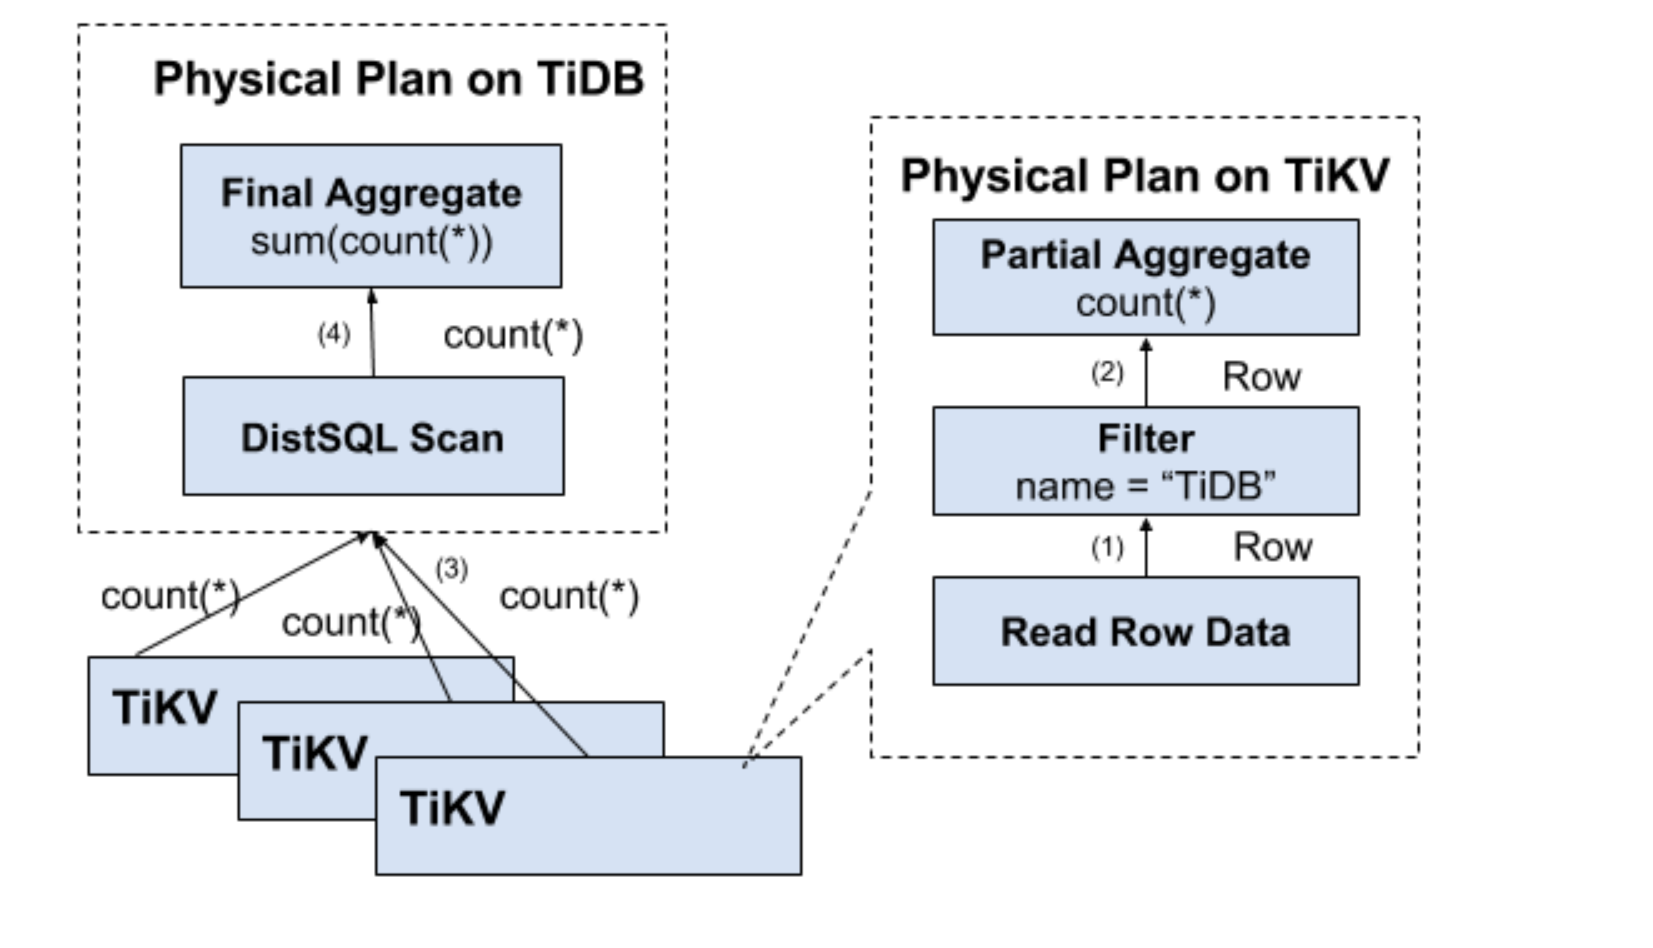 Physical Plan on TiDB
Final Aggregate
sum(count(*))
(4)
count(*)
DistSQL Scan
(3)
count(*)
count(*)
count(*)
TiKV
TiKV
TiKV
Physical Plan on TiKV
Partial Aggregate
count(*)
(2)
Row
Filter
name = “TiDB”
(1)
Row
Read Row Data